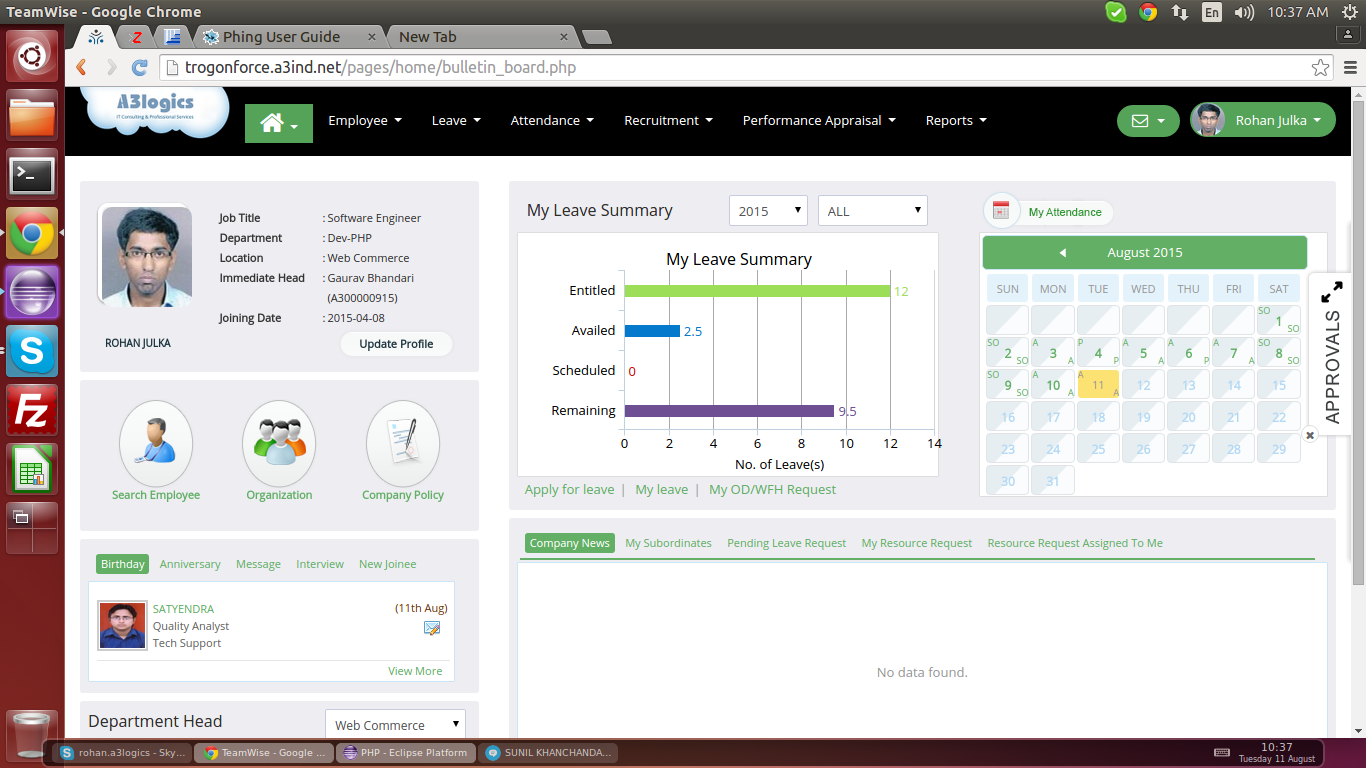 TeamWise - Google Chrome
En
10:37 AM
Phing User Guide
New Tab
trogonforce.a3ind.net/pages/home/bulletin_board.php
A3logics
IT Consulting & Professional Services
Employee
Leave
Attendance
Recruitment
Performance Appraisal
Reports
Rohan Julka
Job Title : Software Engineer
Department : Dev-PHP
Location : Web Commerce
Immediate Head : Gaurav Bhandari
(A300000915)
Joining Date : 2015-04-08
ROHAN JULKA
Update Profile
Search Employee
Organization
Company Policy
Birthday
Anniversary
Message
Interview
New Joinee
SATYENDRA
(11th Aug)
Quality Analyst
Tech Support
View More
Department Head
Web Commerce
My Leave Summary
2015
ALL
My Leave Summary
Entitled 12
Availed 2.5
Scheduled 0
Remaining 9.5
0 2 4 6 8 10 12 14
No. of Leave(s)
Apply for leave | My leave | My OD/WFH Request
My Attendance
August 2015
SUN MON TUE WED THU FRI SAT
SO 1 SO
SO 2 SO A 3 A P 4 P A 5 A A 6 P A 7 A SO 8 SO
SO 9 SO A 10 A A 11 A 12 13 14 15
16 17 18 19 20 21 22
23 24 25 26 27 28 29
30 31
APPROVALS
Company News
My Subordinates
Pending Leave Request
My Resource Request
Resource Request Assigned To Me
No data found.
rohan.a3logics - Sky...
TeamWise - Google ...
PHP - Eclipse Platform
SUNIL KHANCHANDA...
10:37
Tuesday 11 August